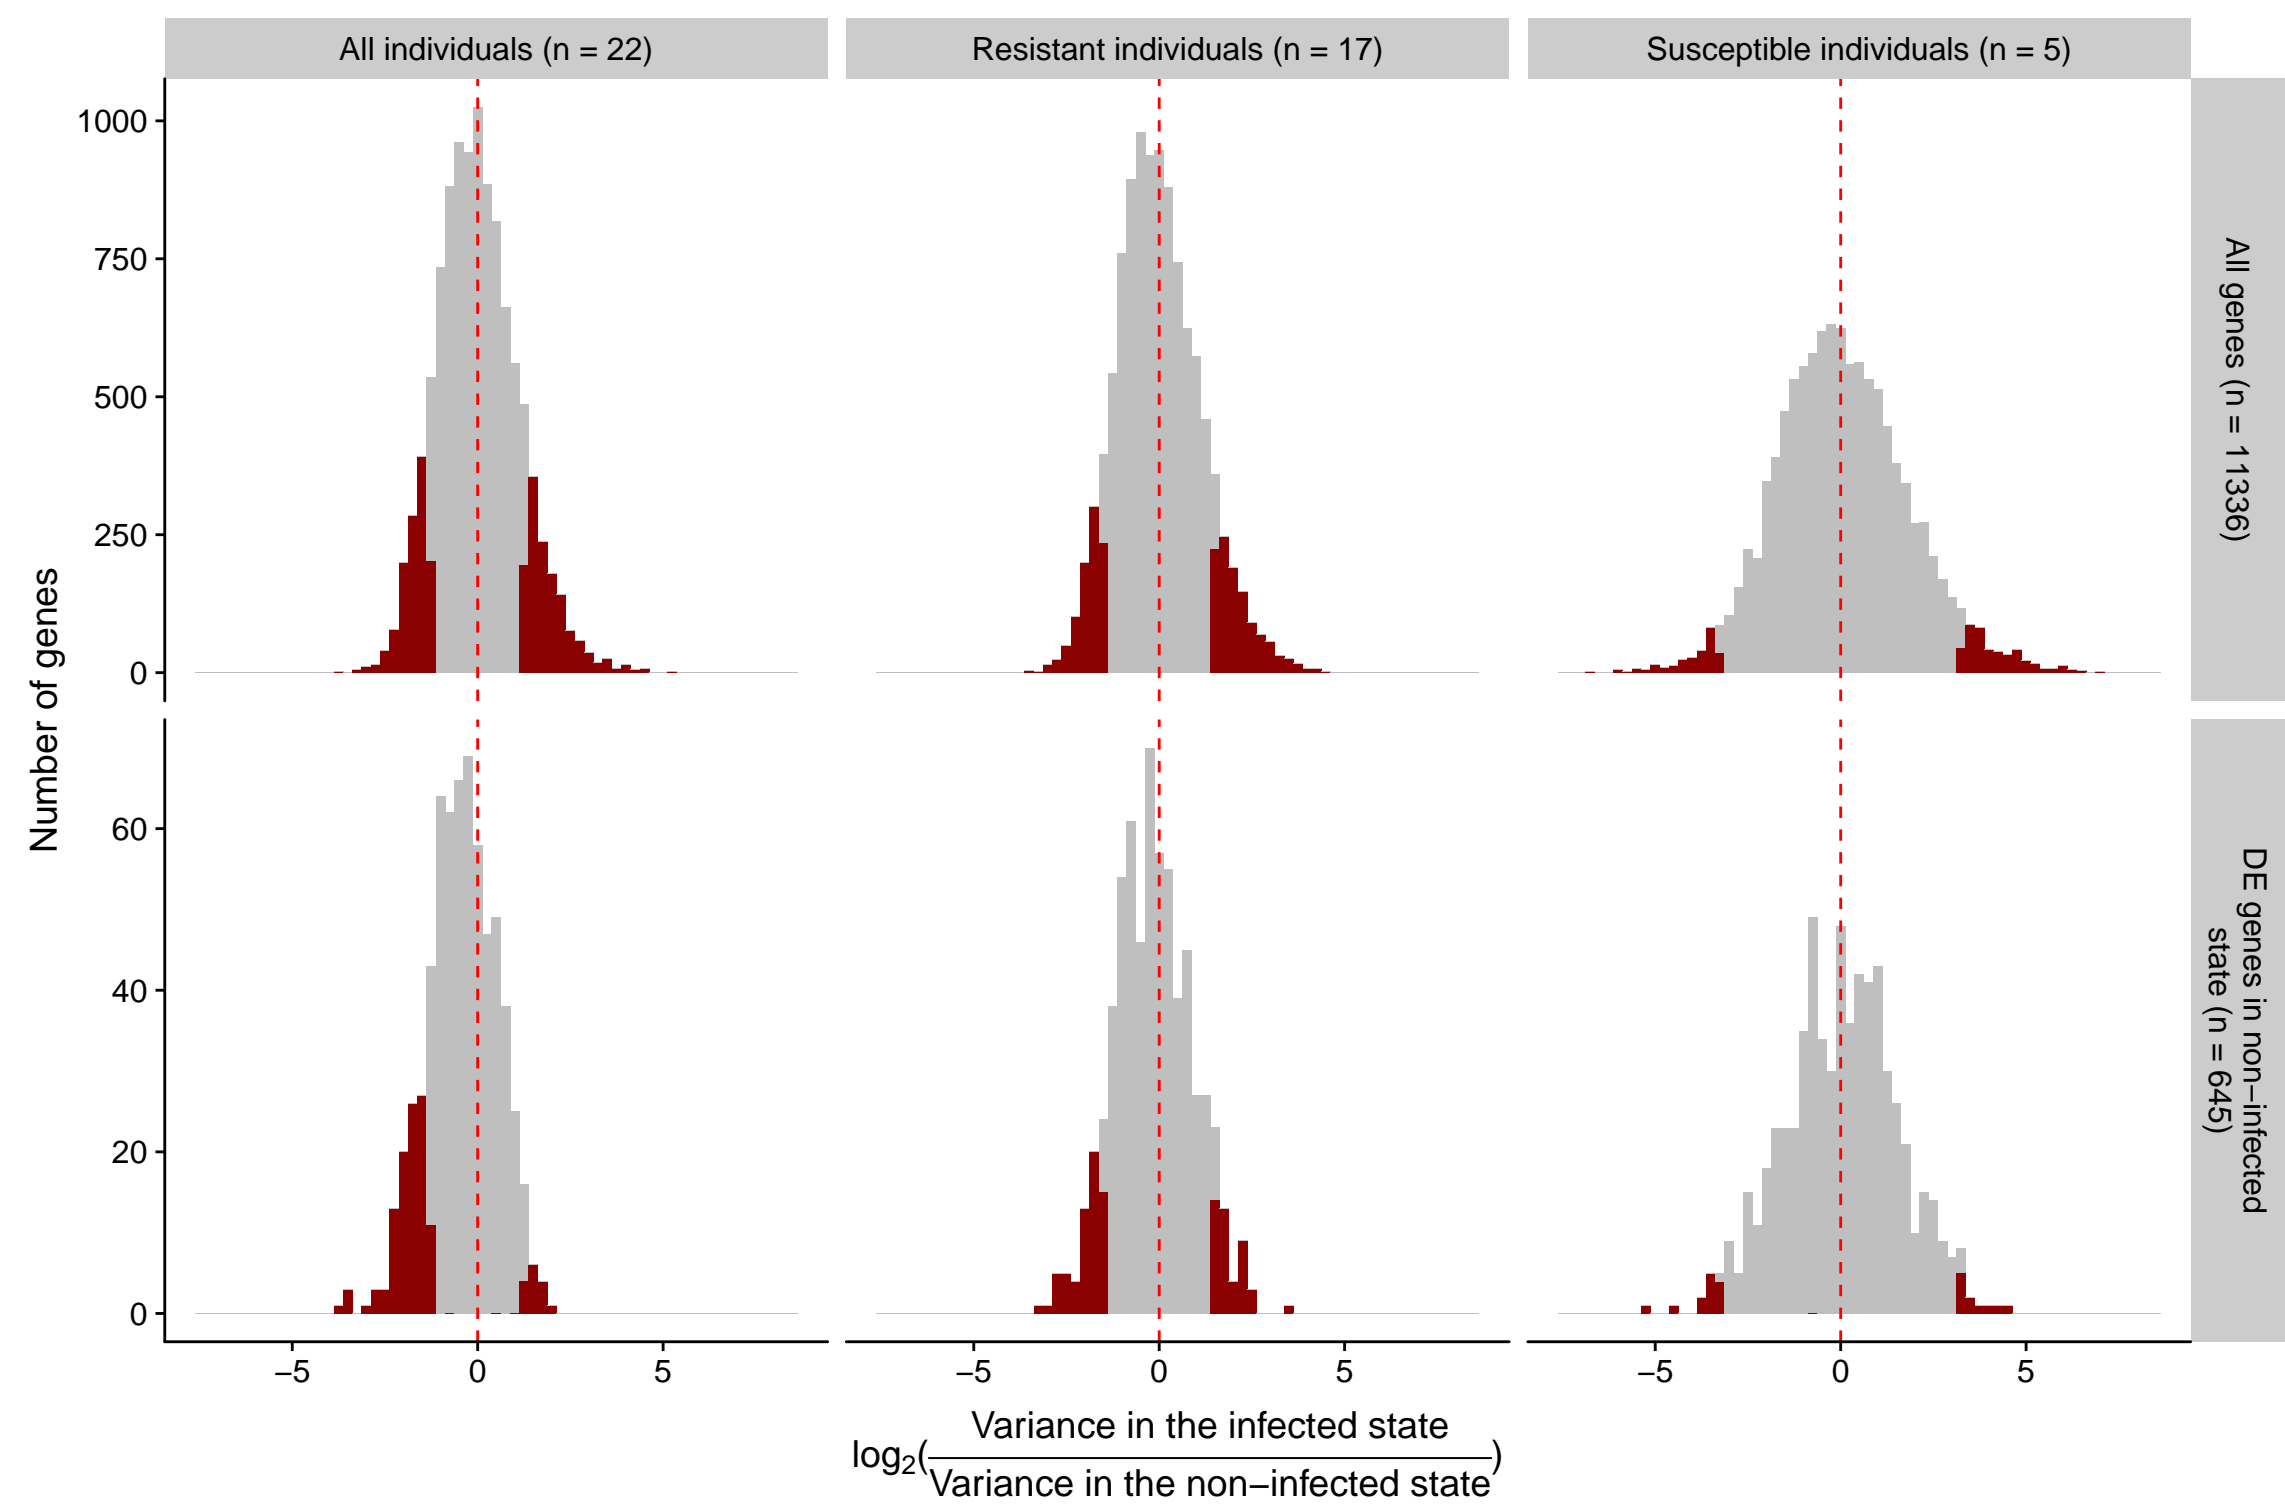 All individuals (n = 22)
Resistant individuals (n = 17)
Susceptible individuals (n = 5)
1000
750
500
250
0
All genes (n = 11336)
60
40
20
0
DE genes in non−infected
state (n = 645)
Number of genes
−5 0 5
−5 0 5
−5 0 5
Variance in the infected state
log2(
)
Variance in the non−infected state